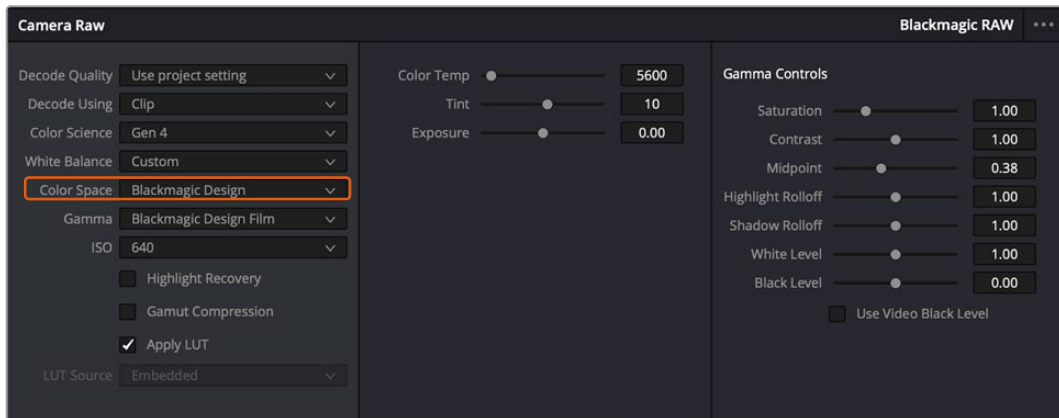 Camera Raw
Blackmagic RAW
Decode Quality Use project setting
Decode Using Clip
Color Science Gen 4
White Balance Custom
Color Space Blackmagic Design
Gamma Blackmagic Design Film
ISO 640
Highlight Recovery
Gamut Compression
Apply LUT
LUT Source Embedded
Color Temp 5600
Tint 10
Exposure 0.00
Gamma Controls
Saturation 1.00
Contrast 1.00
Midpoint 0.38
Highlight Rolloff 1.00
Shadow Rolloff 1.00
White Level 1.00
Black Level 0.00
Use Video Black Level